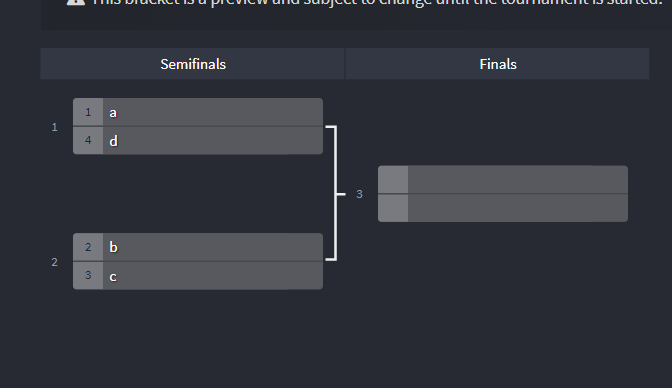 This bracket is a preview and subject to change until the tournament is started.
Semifinals Finals
1 1 a
4 d
3
2 2 b
3 c